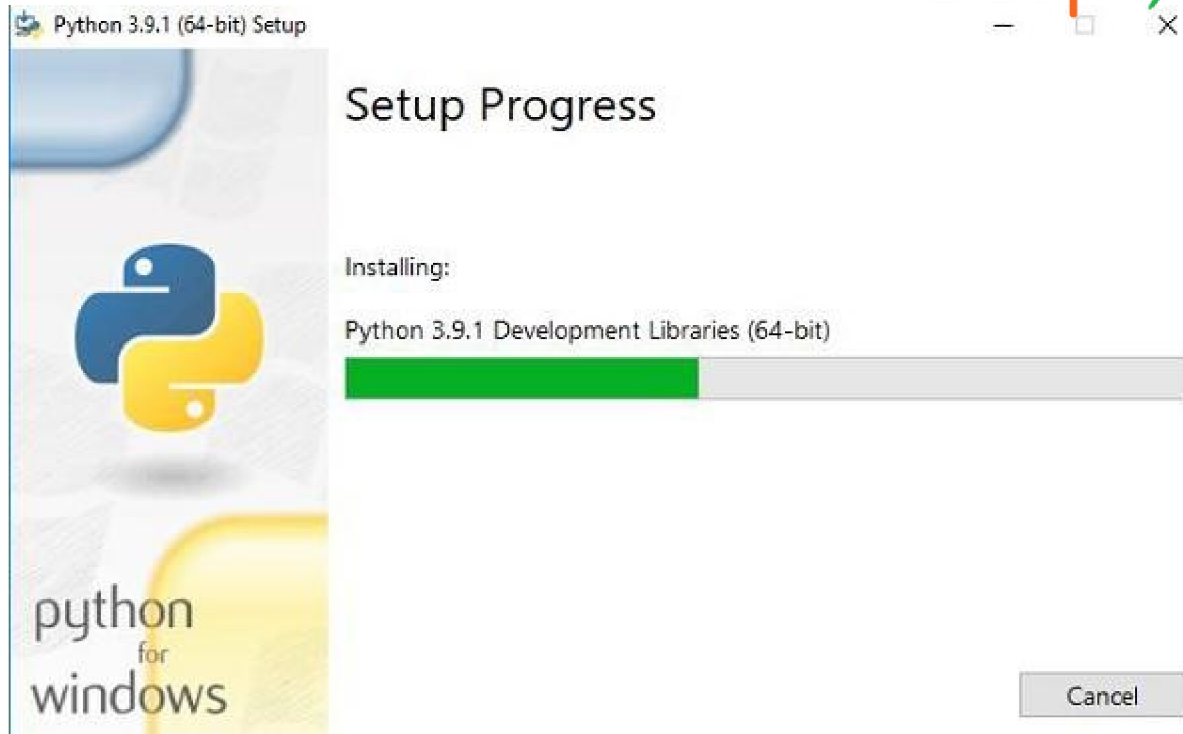 Python 3.9.1 (64-bit) Setup
Setup Progress
Installing:
Python 3.9.1 Development Libraries (64-bit)
python
for
windows
Cancel